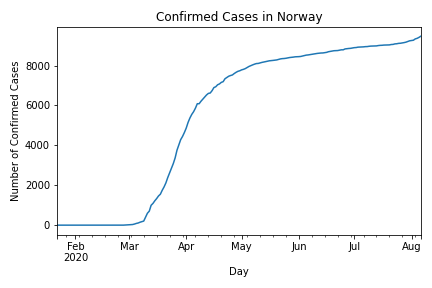 Confirmed Cases in Norway
Number of Confirmed Cases
8000
6000
4000
2000
0
Feb Mar Apr May Jun Jul Aug
2020
Day